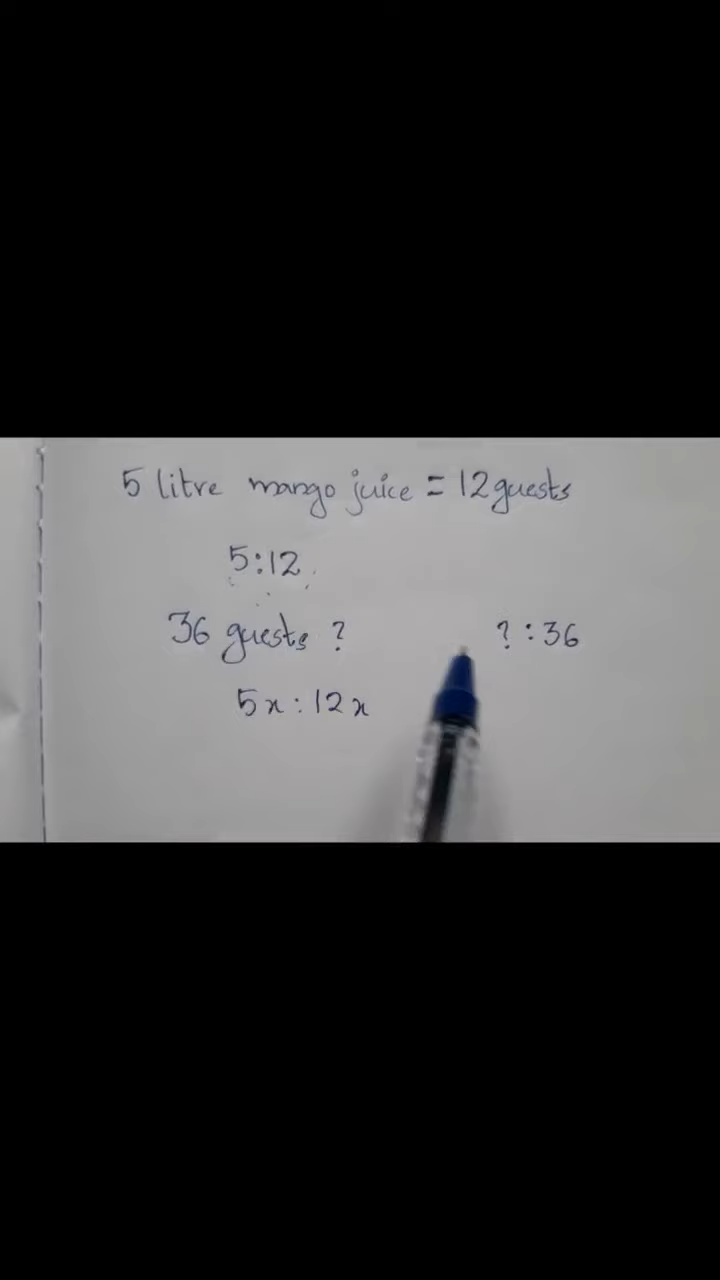 5 litre mango juice = 12 guests
5:12
36 guests ? ? : 36
5x : 12x